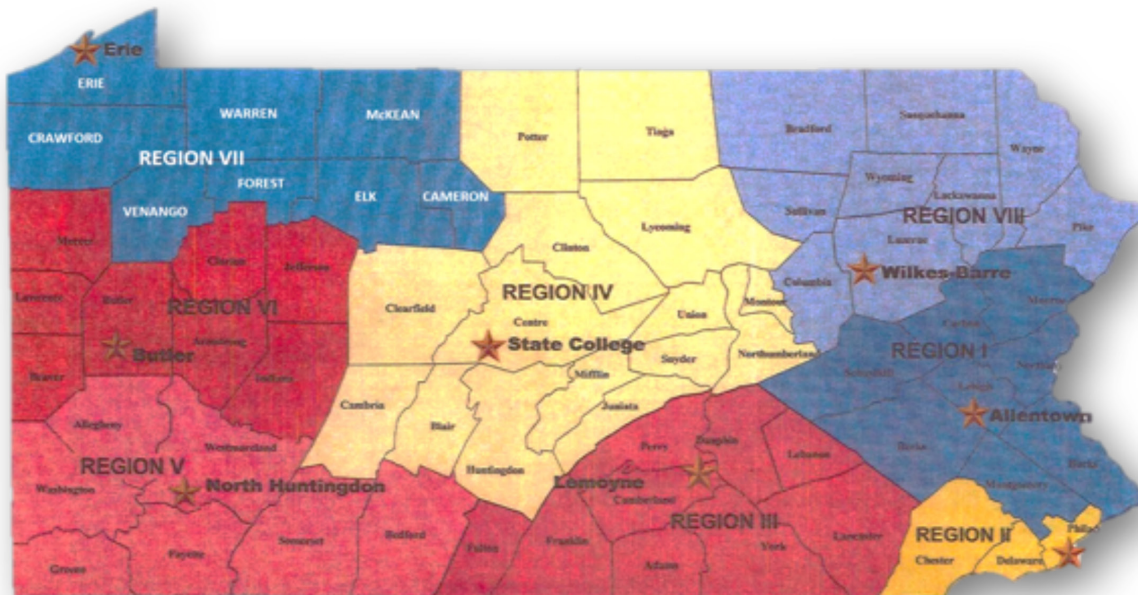 Erie
ERIE
WARREN
McKEAN
CRAWFORD
REGION VII
FOREST
ELK
CAMERON
VENANGO
Potter
Tioga
Bradford
Susquehanna
Wayne
Wyoming
Lackawanna
Sullivan
REGION VIII
Pike
Luzerne
Wilkes-Barre
Columbia
Lycoming
Clinton
Mercer
Clarion
Jefferson
Lawrence
Butler
REGION VI
Armstrong
Butler
Beaver
Indiana
Clearfield
REGION IV
Centre
State College
Union
Montour
Snyder
Northumberland
Mifflin
Juniata
Cambria
Blair
Huntingdon
Monroe
Carbon
REGION I
Schuylkill
Lehigh
Allentown
Berks
Bucks
Montgomery
Allegheny
Westmoreland
REGION V
North Huntingdon
Washington
Fayette
Greene
Somerset
Bedford
Fulton
Perry
Dauphin
Lebanon
Lemoyne
Cumberland
REGION III
Franklin
Adams
York
Lancaster
REGION II
Chester
Delaware
Phila